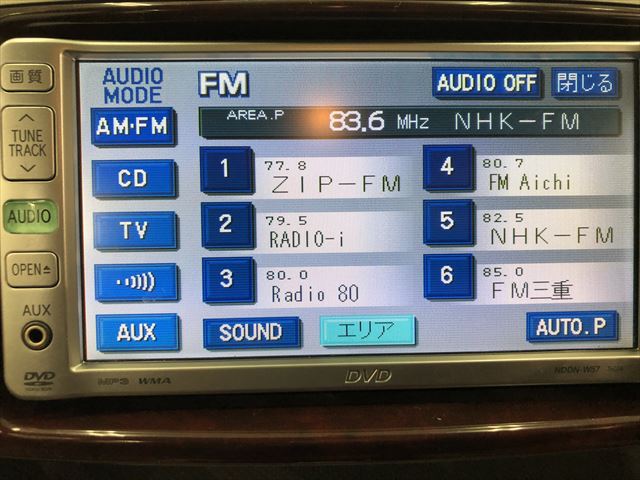 画質
TUNE
TRACK
AUDIO
OPEN
AUX
DVD
MP3 WMA
DVD
NDDN-W57
AUDIO
MODE
FM
AUDIO OFF
閉じる
AREA.P 83.6 MHz NHK-FM
AM・FM
CD
TV
AUX
1 77.8 ZIP-FM
2 79.5 RADIO-i
3 80.0 Radio 80
4 80.7 FM Aichi
5 82.5 NHK-FM
6 85.0 FM三重
SOUND
エリア
AUTO.P